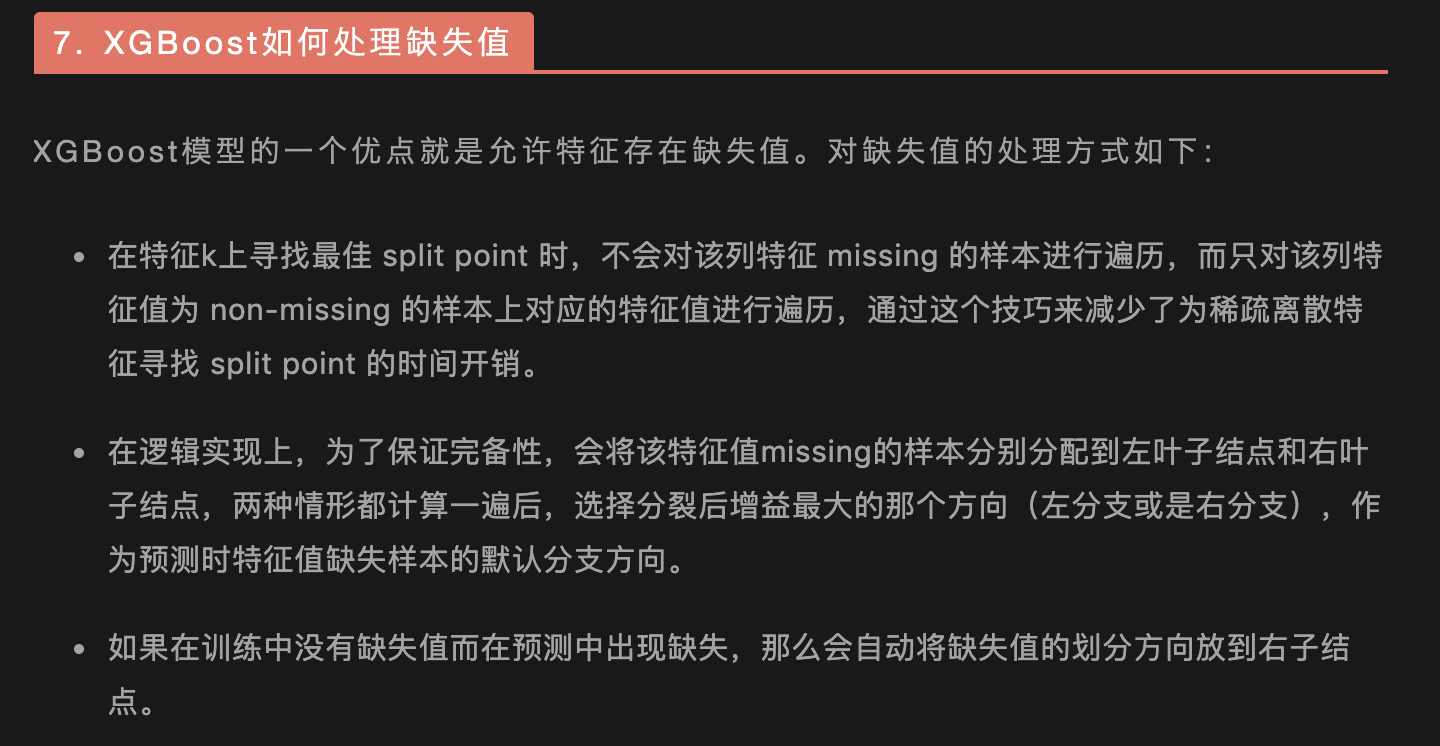 7. XGBoost如何处理缺失值
XGBoost模型的一个优点就是允许特征存在缺失值。对缺失值的处理方式如下：
• 在特征k上寻找最佳 split point 时，不会对该列特征 missing 的样本进行遍历，而只对该列特
征值为 non-missing 的样本上对应的特征值进行遍历，通过这个技巧来减少了为稀疏离散特
征寻找 split point 的时间开销。
• 在逻辑实现上，为了保证完备性，会将该特征值missing的样本分别分配到左叶子结点和右叶
子结点，两种情形都计算一遍后，选择分裂后增益最大的那个方向（左分支或是右分支），作
为预测时特征值缺失样本的默认分支方向。
• 如果在训练中没有缺失值而在预测中出现缺失，那么会自动将缺失值的划分方向放到右子结
点。